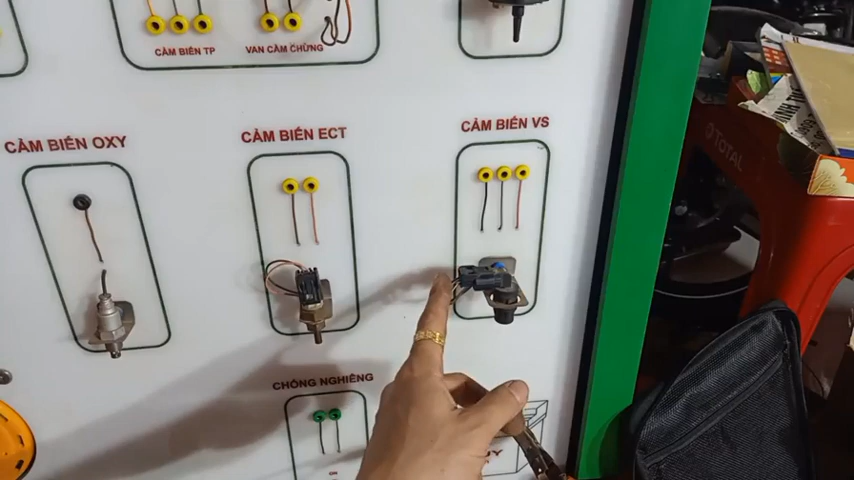 CẢM BIẾN TP
VAN CẦM CHỪNG
CẢM BIẾN OXY
CẢM BIẾN ECT
CẢM BIẾN VS
CHỐNG NGHIÊNG
TOTAL